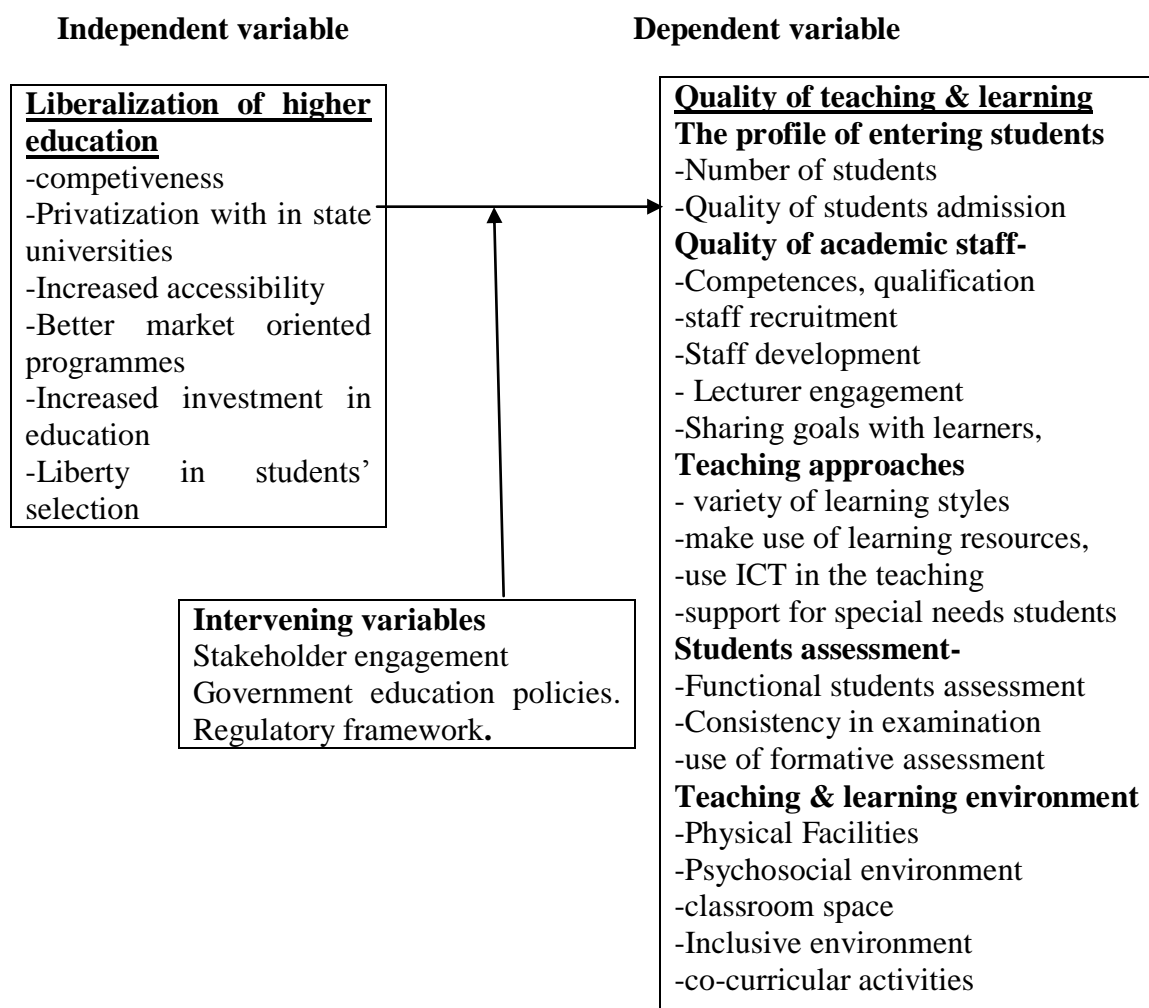 Independent variable
Dependent variable
Liberalization of higher
education
-competiveness
-Privatization with in state
universities
-Increased accessibility
-Better market oriented
programmes
-Increased investment in
education
-Liberty in students’
selection
Intervening variables
Stakeholder engagement
Government education policies.
Regulatory framework.
Quality of teaching & learning
The profile of entering students
-Number of students
-Quality of students admission
Quality of academic staff-
-Competences, qualification
-staff recruitment
-Staff development
- Lecturer engagement
-Sharing goals with learners,
Teaching approaches
- variety of learning styles
-make use of learning resources,
-use ICT in the teaching
-support for special needs students
Students assessment-
-Functional students assessment
-Consistency in examination
-use of formative assessment
Teaching & learning environment
-Physical Facilities
-Psychosocial environment
-classroom space
-Inclusive environment
-co-curricular activities